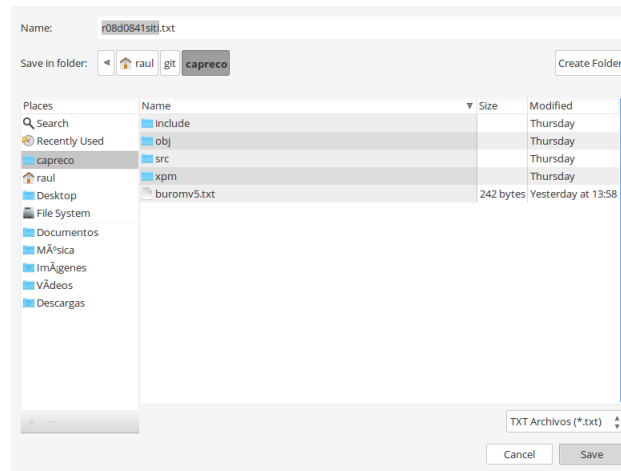 Name: r08d0841siti.txt
Save in folder: raul git capreco Create Folder
Places Name Size Modified
Search include Thursday
Recently Used obj Thursday
capreco src Thursday
raul xpm Thursday
Desktop buromv5.txt 242 bytes Yesterday at 13:58
File System
Documentos
MÃºsica
ImÃ¡genes
VÃdeos
Descargas
TXT Archivos (*.txt)
Cancel Save